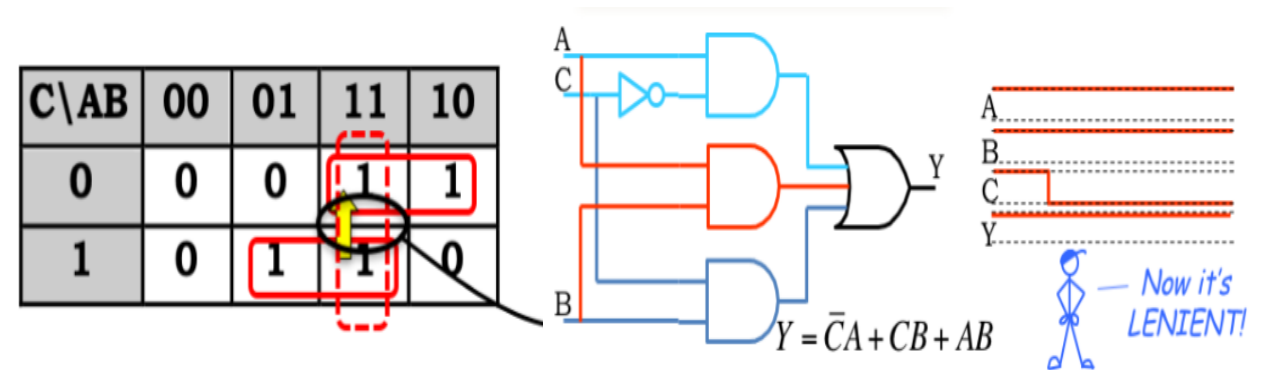 C\AB 00 01 11 10
0 0 0 1 1
1 0 1 1 0
A
C
B
Y
Y = C̄A + CB + AB
A
B
C
Y
Now it's
LENIENT!